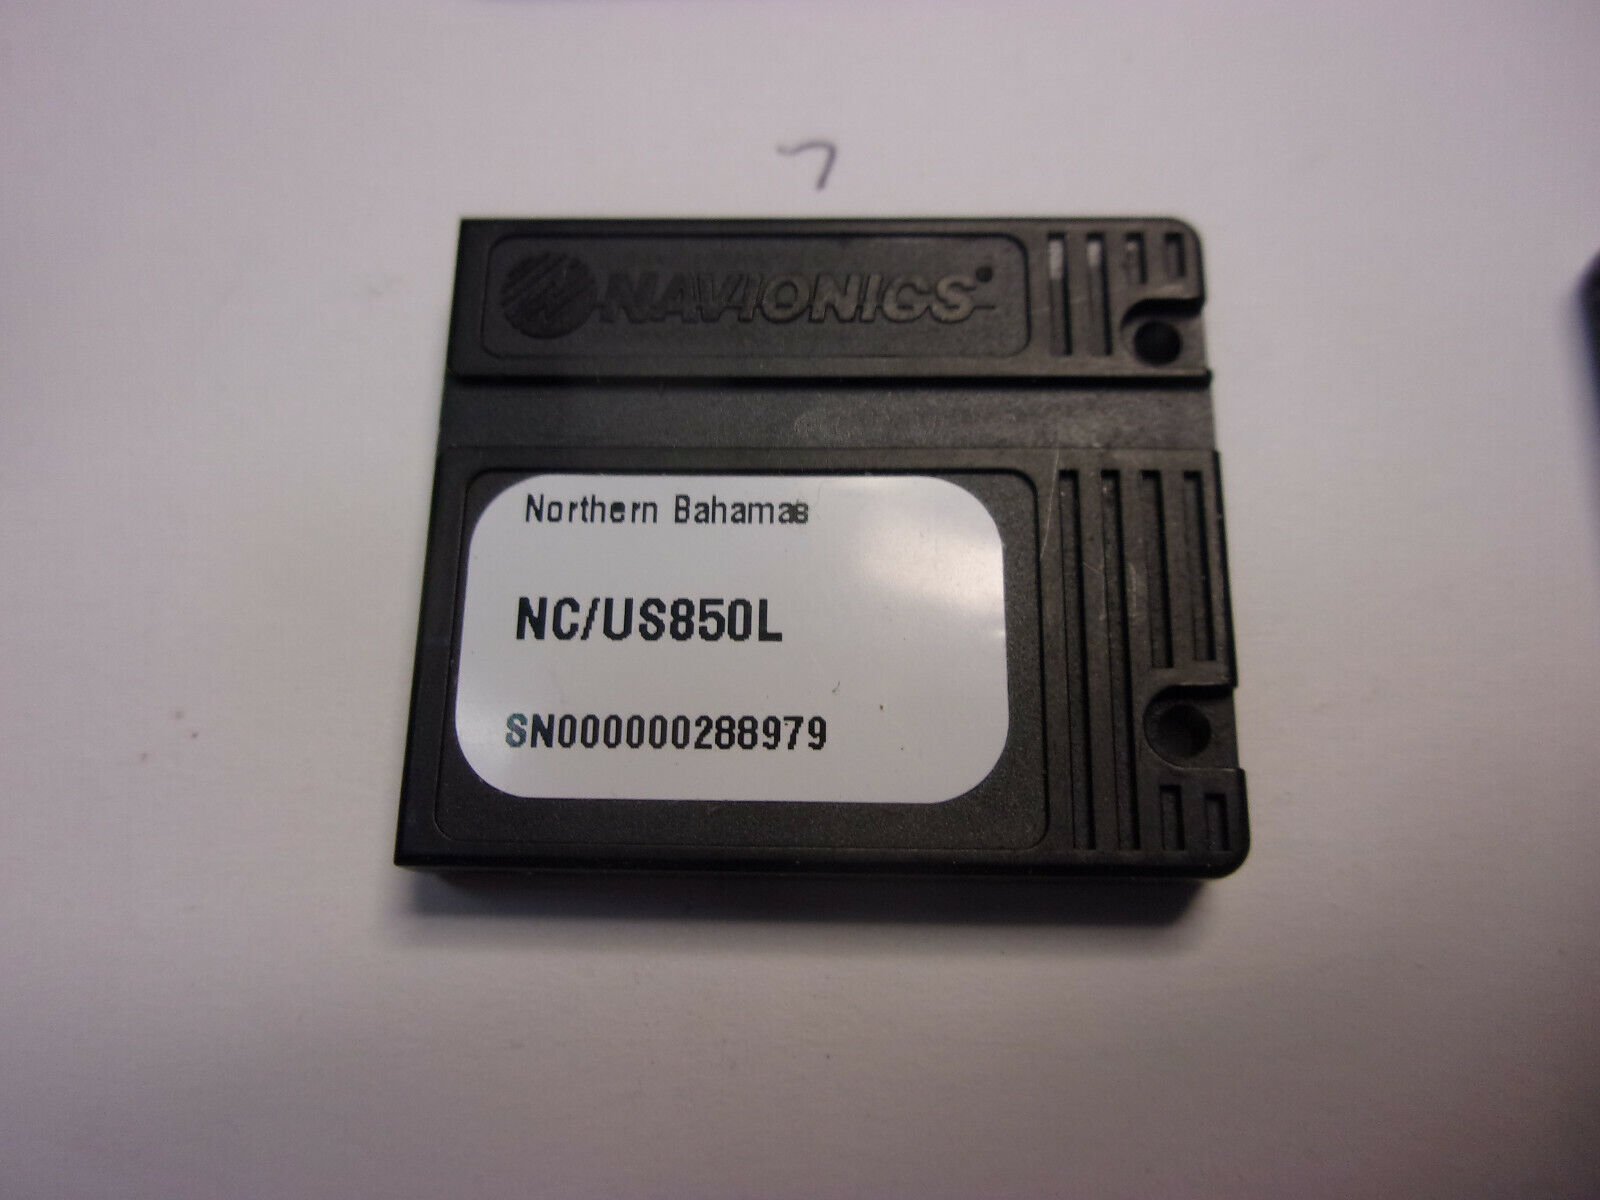 7
NAVIONICS®
Northern Bahamas
NC/US850L
SN000000288979